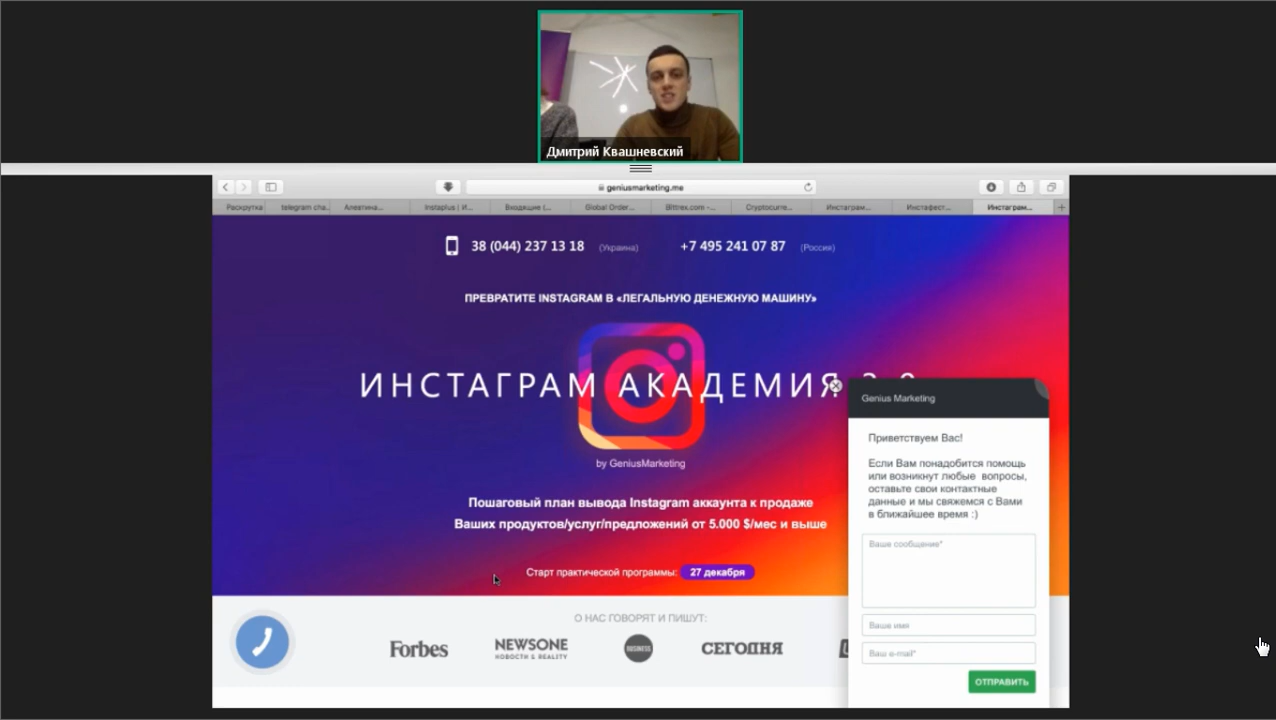 Дмитрий Квашневский
geniusmarketing.me
Раскрутка
telegram cha...
Instaplus | И...
Входящие (...
Global Order...
Bittrex.com -...
Cryptocurre...
Инстаграм...
Инстафест...
Инстаграм...
38 (044) 237 13 18 (Украина) +7 495 241 07 87 (Россия)
ПРЕВРАТИТЕ INSTAGRAM В «ЛЕГАЛЬНУЮ ДЕНЕЖНУЮ МАШИНУ»
ИНСТАГРАМ АКАДЕМИЯ
by GeniusMarketing
Пошаговый план вывода Instagram аккаунта к продаже
Ваших продуктов/услуг/предложений от 5.000 $/мес и выше
Старт практической программы: 27 декабря
О НАС ГОВОРЯТ И ПИШУТ:
Forbes
NEWSONE
НОВОСТИ & REALITY
BUSINESS
СЕГОДНЯ
Genius Marketing
Приветствуем Вас!
Если Вам понадобится помощь
или возникнут любые вопросы,
оставьте свои контактные
данные и мы свяжемся с Вами
в ближайшее время :)
Ваше сообщение*
Ваше имя
Ваш e-mail*
ОТПРАВИТЬ